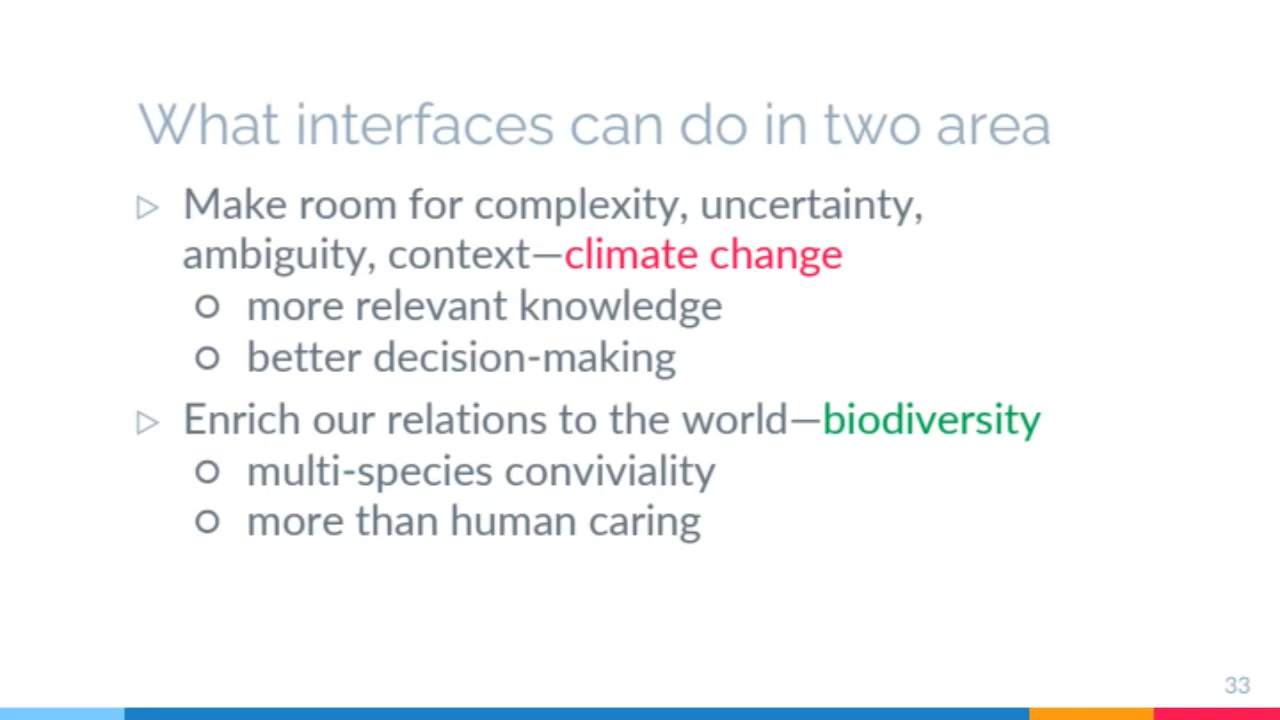 What interfaces can do in two area
▷ Make room for complexity, uncertainty,
ambiguity, context—climate change
○ more relevant knowledge
○ better decision-making
▷ Enrich our relations to the world—biodiversity
○ multi-species conviviality
○ more than human caring
33